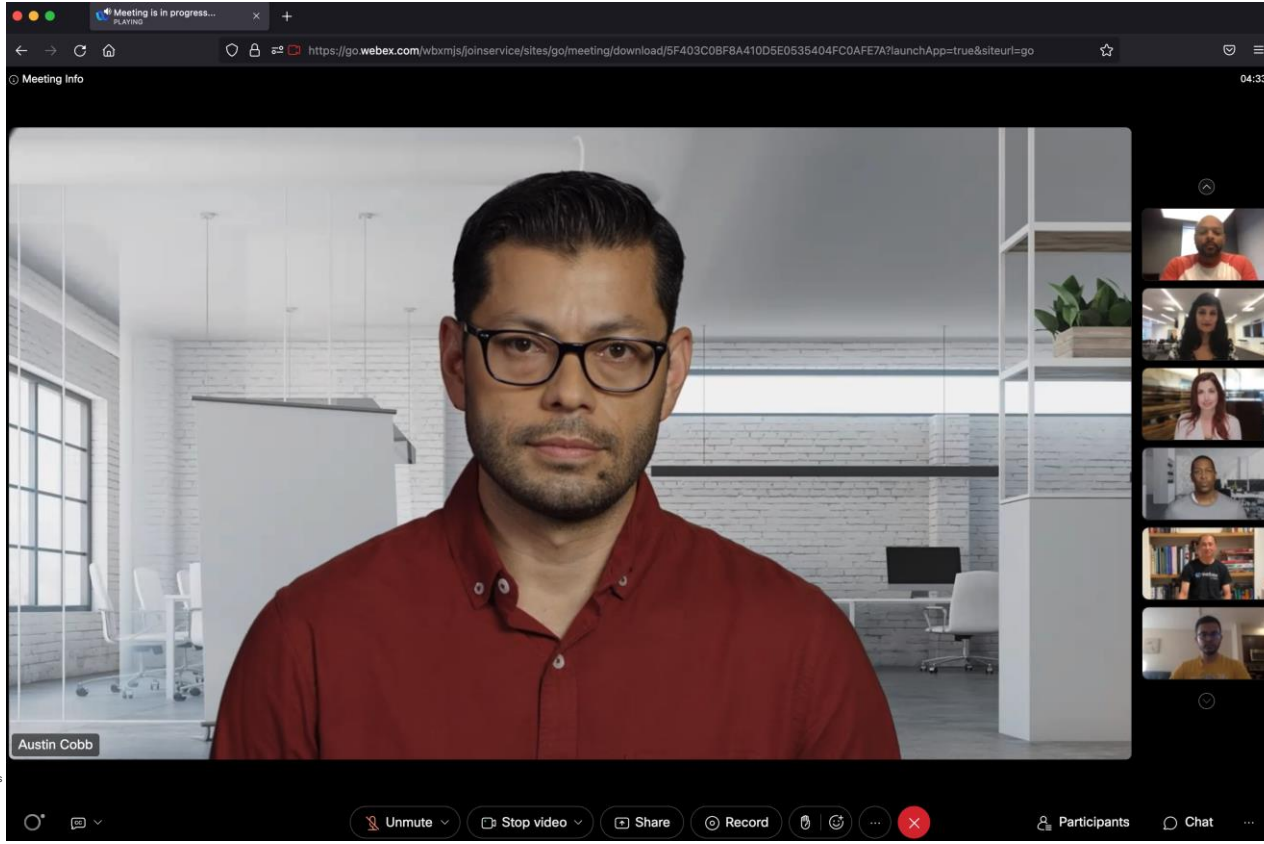 Meeting is in progress...
PLAYING
https://go.webex.com/wbxmjs/joinservice/sites/go/meeting/download/5F403C0BF8A410D5E0535404FC0AFE7A?launchApp=true&siteurl=go
Meeting Info
04:33
Austin Cobb
s
CC
Unmute
Stop video
Share
Record
Participants
Chat